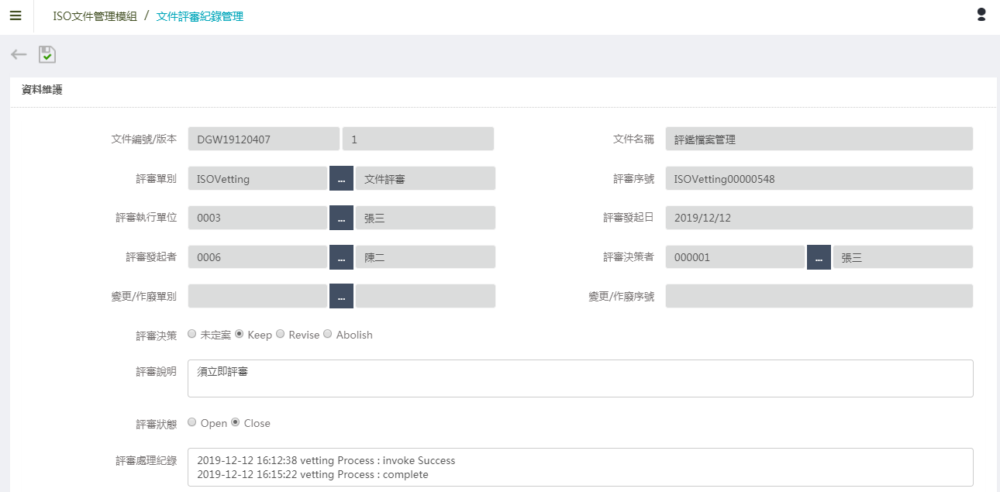 ISO文件管理模組 / 文件評審紀錄管理
資料維護
文件編號/版本 DGW19120407 1 文件名稱 評鑑檔案管理
評審單別 ISOVetting ... 文件評審 評審序號 ISOVetting00000548
評審執行單位 0003 ... 張三 評審發起日 2019/12/12
評審發起者 0006 ... 陳二 評審決策者 000001 ... 張三
變更/作廢單別 ... 變更/作廢序號
評審決策 未定案 Keep Revise Abolish
評審說明 須立即評審
評審狀態 Open Close
評審處理紀錄 2019-12-12 16:12:38 vetting Process : invoke Success
2019-12-12 16:15:22 vetting Process : complete